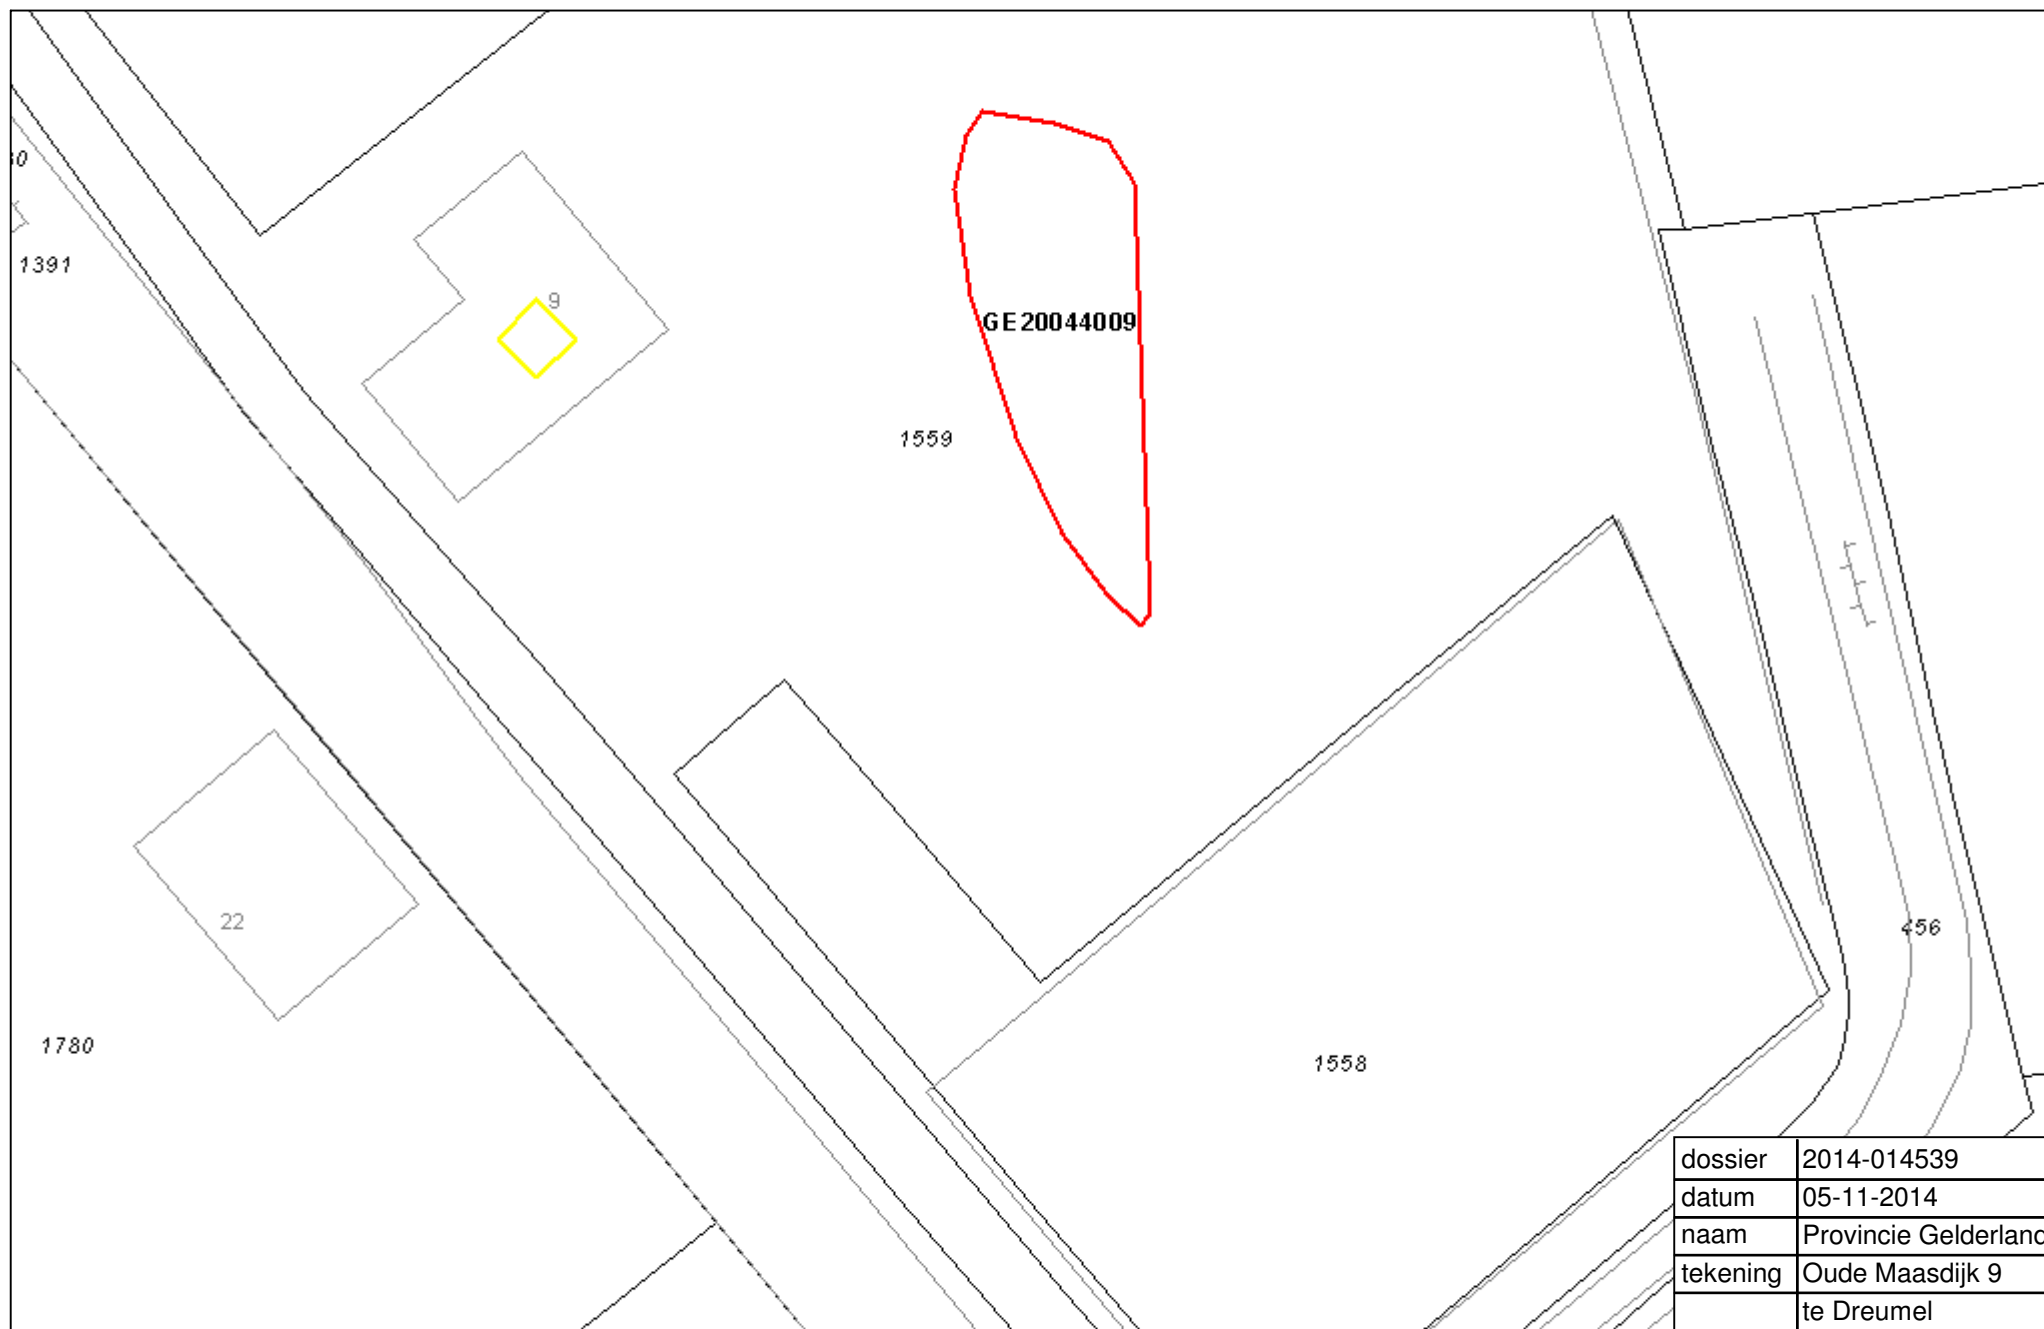 1391
9
GE20044009
1559
22
456
1780
1558
dossier 2014-014539
datum 05-11-2014
naam Provincie Gelderland
tekening Oude Maasdijk 9
te Dreumel